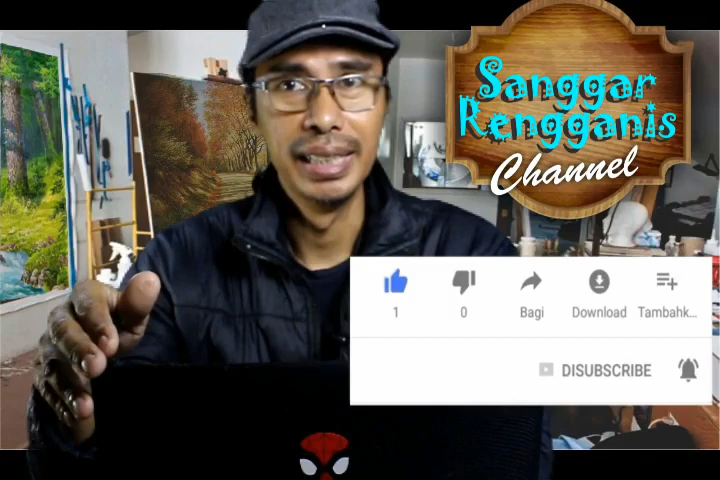 Sanggar
Rengganis
Channel
1 0 Bagi Download Tambahk...
DISUBSCRIBE